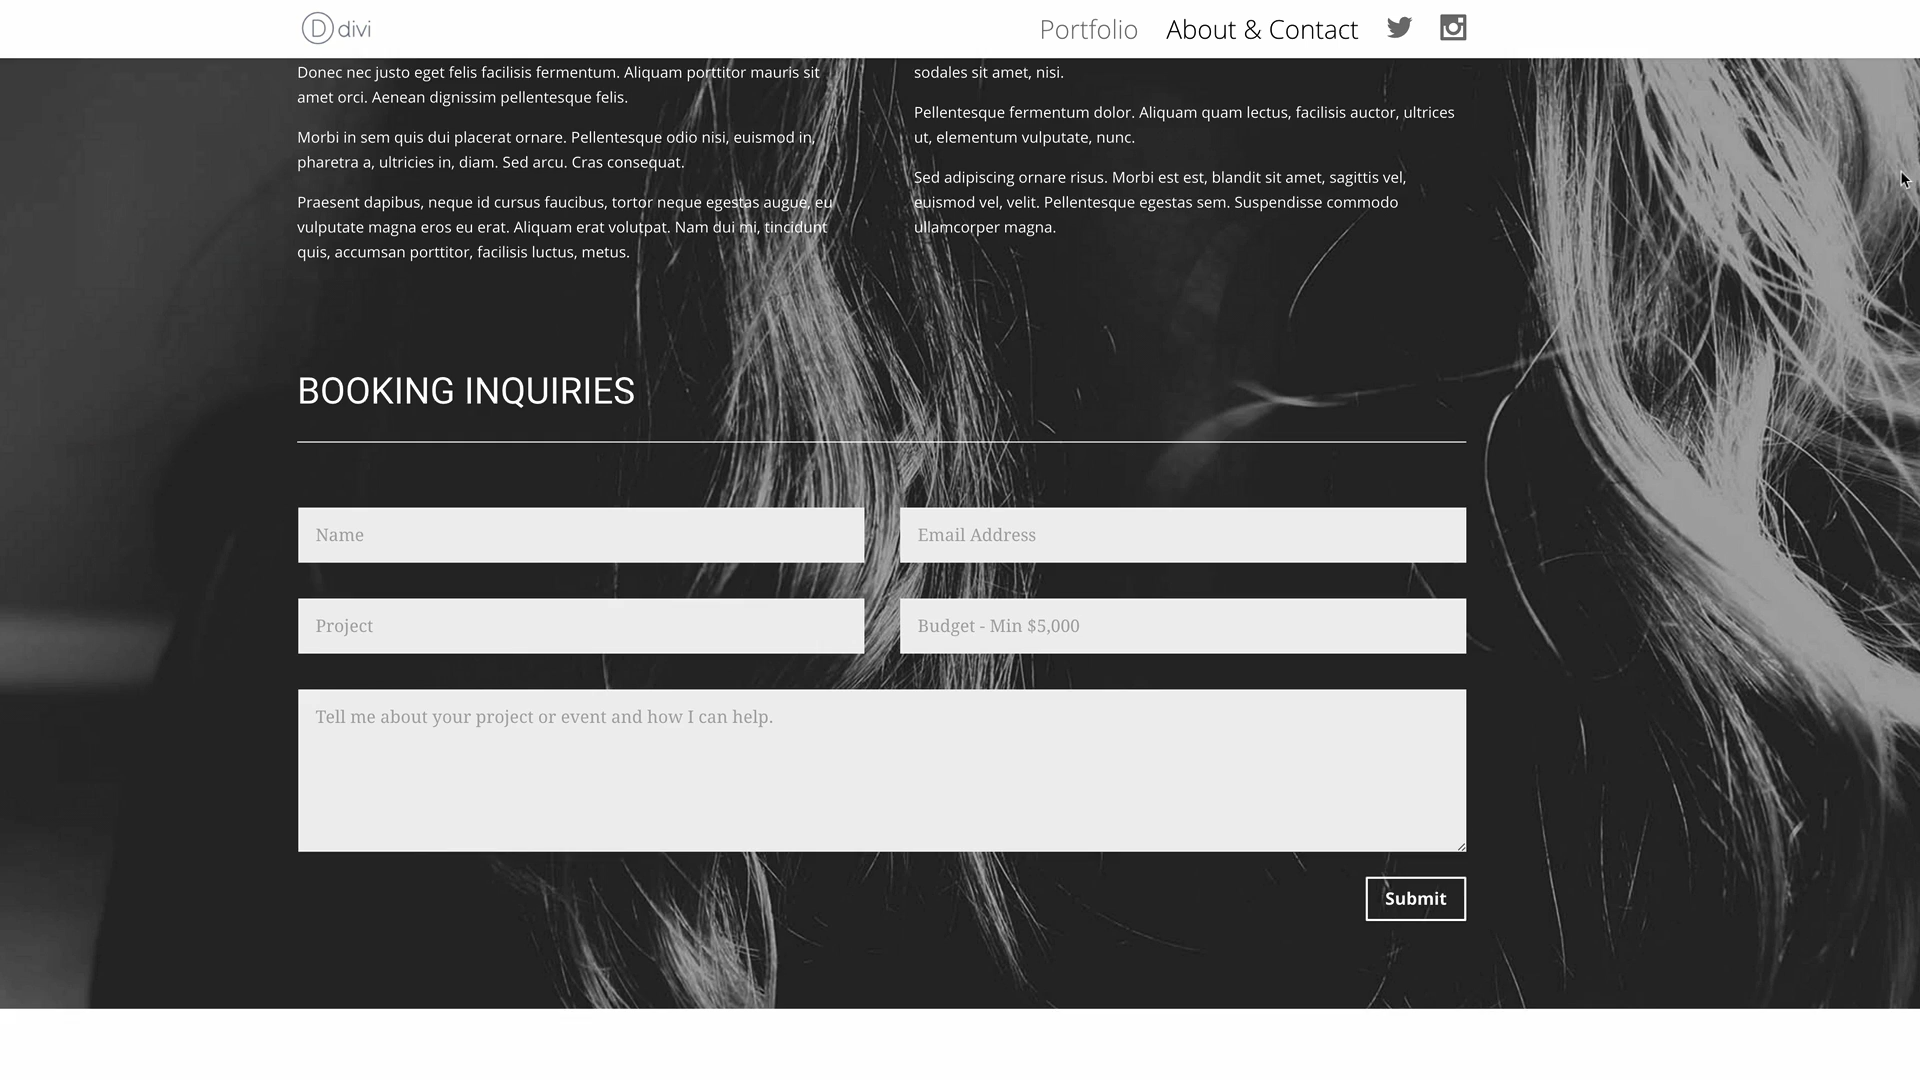 D divi
Portfolio
About & Contact
Donec nec justo eget felis facilisis fermentum. Aliquam porttitor mauris sit
amet orci. Aenean dignissim pellentesque felis.
Morbi in sem quis dui placerat ornare. Pellentesque odio nisi, euismod in,
pharetra a, ultricies in, diam. Sed arcu. Cras consequat.
Praesent dapibus, neque id cursus faucibus, tortor neque egestas augue, eu
vulputate magna eros eu erat. Aliquam erat volutpat. Nam dui mi, tincidunt
quis, accumsan porttitor, facilisis luctus, metus.
sodales sit amet, nisi.
Pellentesque fermentum dolor. Aliquam quam lectus, facilisis auctor, ultrices
ut, elementum vulputate, nunc.
Sed adipiscing ornare risus. Morbi est est, blandit sit amet, sagittis vel,
euismod vel, velit. Pellentesque egestas sem. Suspendisse commodo
ullamcorper magna.
BOOKING INQUIRIES
Name
Email Address
Project
Budget - Min $5,000
Tell me about your project or event and how I can help.
Submit